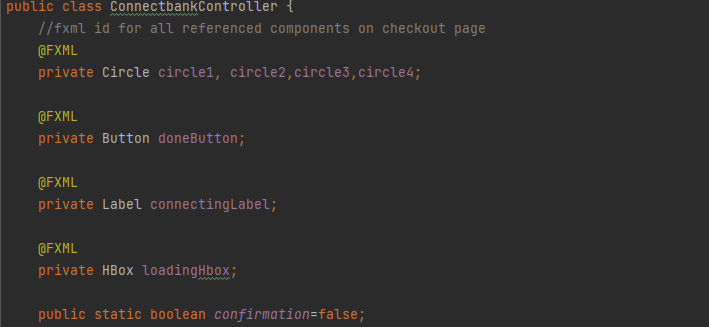 public class ConnectbankController {
//fxml id for all referenced components on checkout page
@FXML
private Circle circle1, circle2,circle3,circle4;
@FXML
private Button doneButton;
@FXML
private Label connectingLabel;
@FXML
private HBox loadingHbox;
public static boolean confirmation=false;